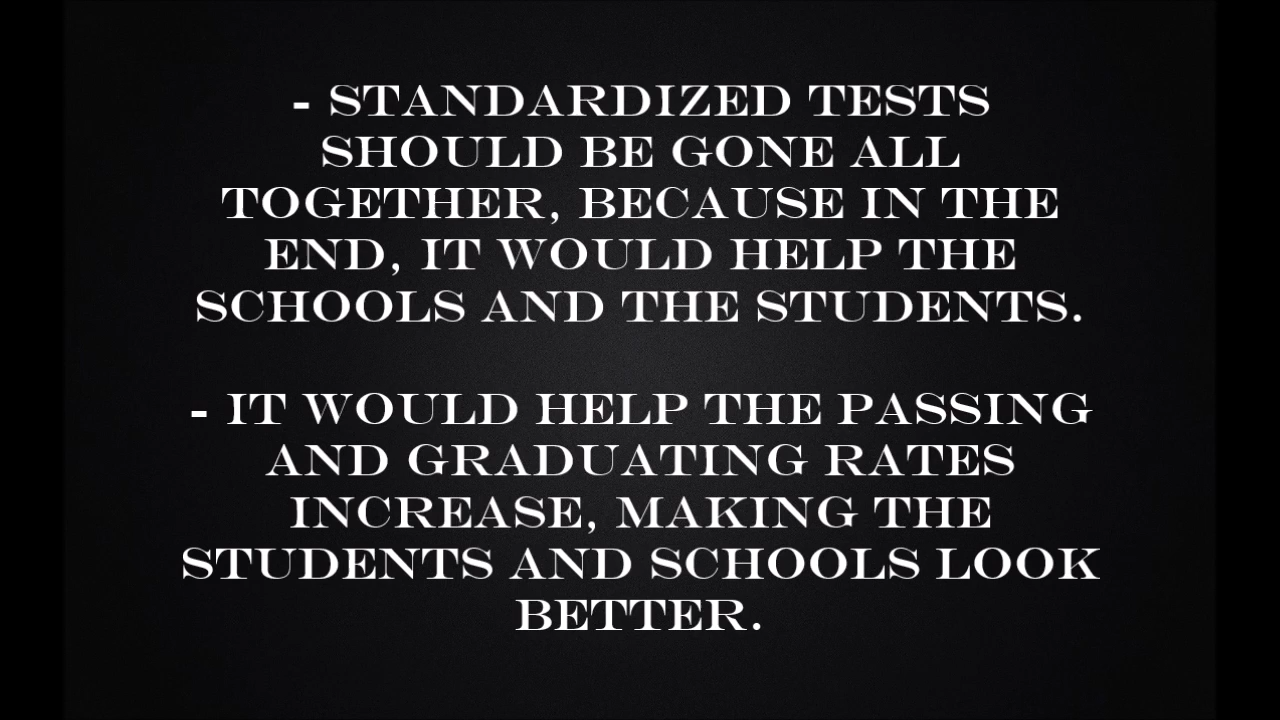 - STANDARDIZED TESTS
SHOULD BE GONE ALL
TOGETHER, BECAUSE IN THE
END, IT WOULD HELP THE
SCHOOLS AND THE STUDENTS.
- IT WOULD HELP THE PASSING
AND GRADUATING RATES
INCREASE, MAKING THE
STUDENTS AND SCHOOLS LOOK
BETTER.